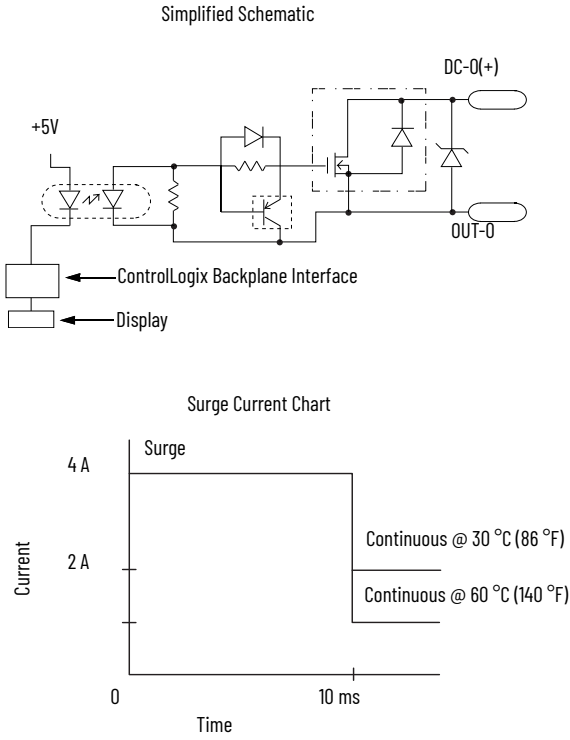 Simplified Schematic
DC-0(+)
+5V
OUT-0
ControlLogix Backplane Interface
Display
Surge Current Chart
Surge
4 A
Continuous @ 30 °C (86 °F)
2 A
Continuous @ 60 °C (140 °F)
Current
0
10 ms
Time